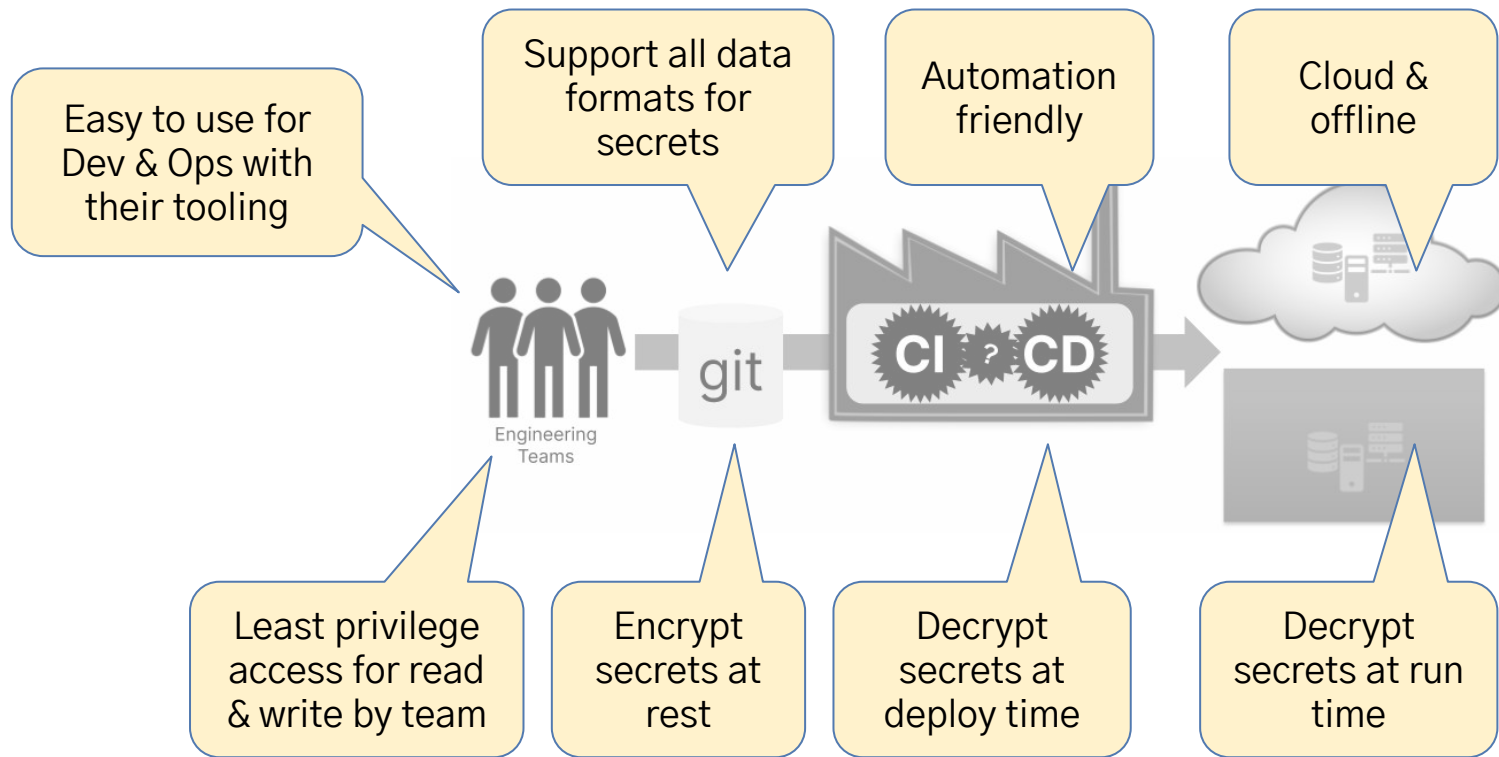 Easy to use for
Dev & Ops with
their tooling
Support all data
formats for
secrets
Automation
friendly
Cloud &
offline
Engineering
Teams
git
CI ? CD
Least privilege
access for read
& write by team
Encrypt
secrets at
rest
Decrypt
secrets at
deploy time
Decrypt
secrets at run
time